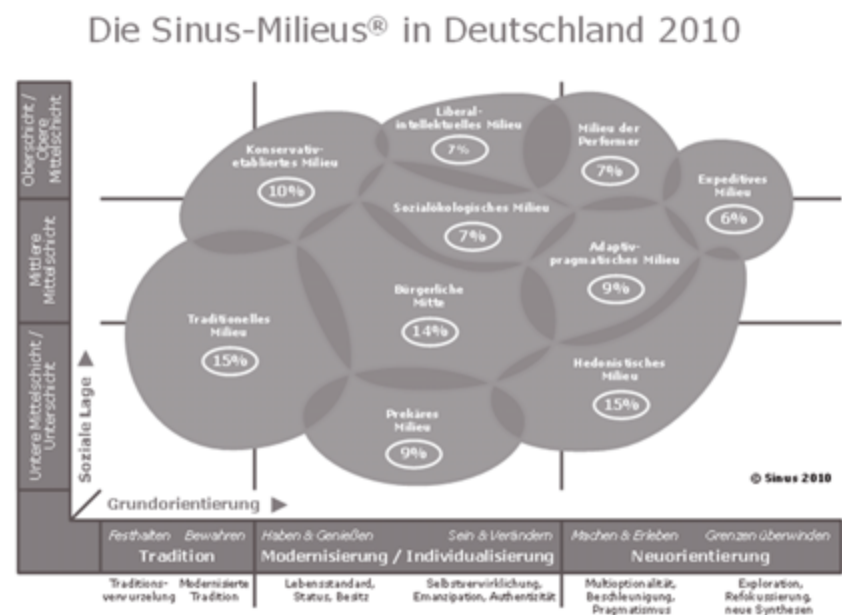 Die Sinus-Milieus® in Deutschland 2010
Oberschicht /
Obere
Mittelschicht
Mittlere
Mittelschicht
Untere Mittelschicht /
Unterschicht
Soziale Lage ▶
Konservativ-
etabliertes Milieu
10%
Liberal-
intellektuelles Milieu
7%
Milieu der
Performer
7%
Expeditives
Milieu
6%
Sozialökologisches Milieu
7%
Adaptiv-
pragmatisches Milieu
9%
Traditionelles
Milieu
15%
Bürgerliche
Mitte
14%
Hedonistisches
Milieu
15%
Prekäres
Milieu
9%
© Sinus 2010
Grundorientierung ▶
Festhalten Bewahren
Tradition
Haben & Genießen Sein & Verändern
Modernisierung / Individualisierung
Machen & Erleben Grenzen überwinden
Neuorientierung
Traditions-
verwurzelung
Modernisierte
Tradition
Lebensstandard,
Status, Besitz
Selbstverwirklichung,
Emanzipation, Authentizität
Multioptionalität,
Beschleunigung,
Pragmatismus
Exploration,
Refokussierung,
neue Synthesen